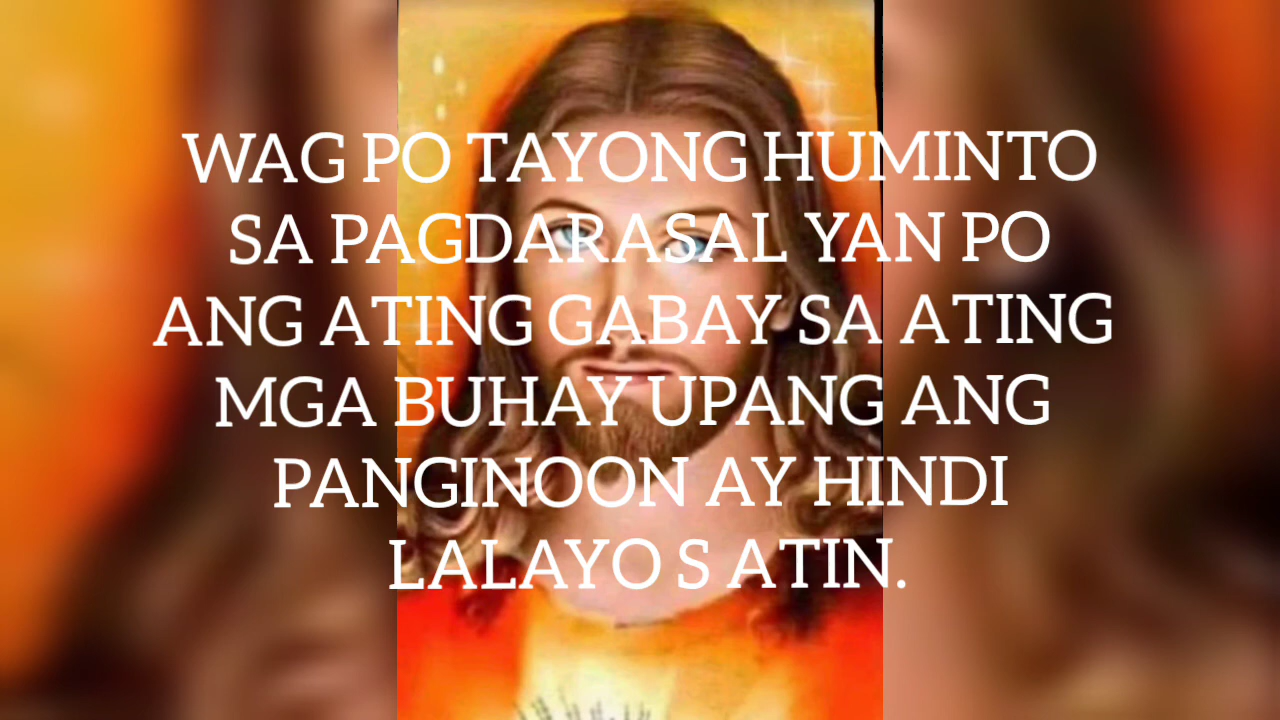 WAG PO TAYONG HUMINTO
SA PAGDARASAL YAN PO
ANG ATING GABAY SA ATING
MGA BUHAY UPANG ANG
PANGINOON AY HINDI
LALAYO S ATIN.